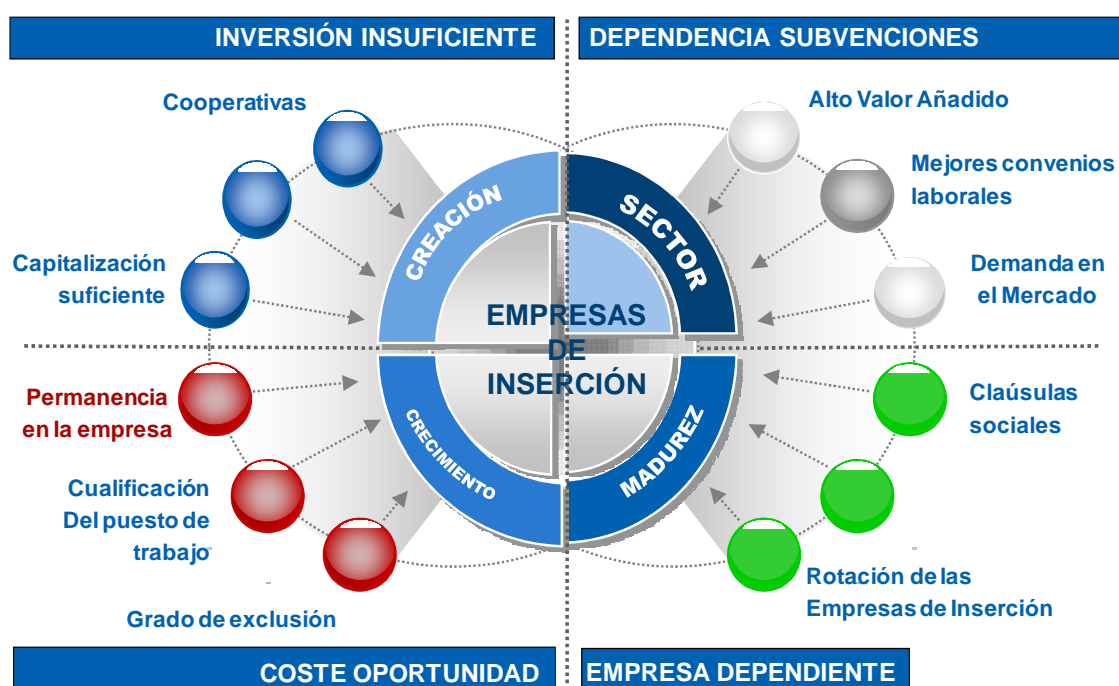 INVERSIÓN INSUFICIENTE
DEPENDENCIA SUBVENCIONES
Cooperativas
Capitalización
suficiente
CREACIÓN
SECTOR
Alto Valor Añadido
Mejores convenios
laborales
Demanda en
el Mercado
EMPRESAS
DE
INSERCIÓN
Permanencia
en la empresa
Cualificación
Del puesto de
trabajo
Grado de exclusión
CRECIMIENTO
MADUREZ
Claúsulas
sociales
Rotación de las
Empresas de Inserción
COSTE OPORTUNIDAD
EMPRESA DEPENDIENTE